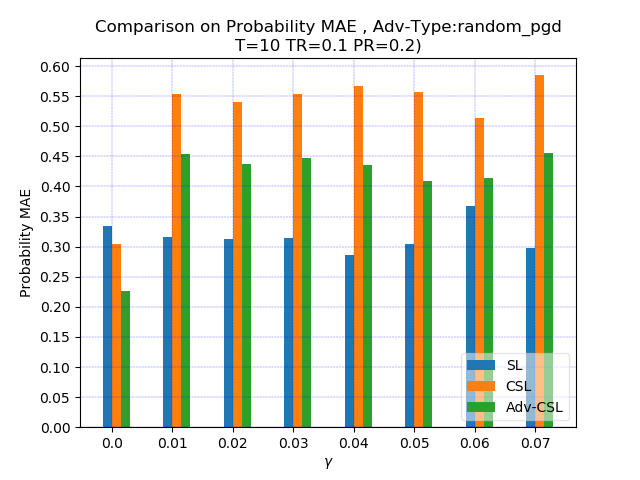 Comparison on Probability MAE , Adv-Type:random_pgd
T=10 TR=0.1 PR=0.2)
0.60
0.55
0.50
0.45
0.40
0.35
0.30
0.25
0.20
0.15
0.10
0.05
0.00
Probability MAE
SL
CSL
Adv-CSL
0.0 0.01 0.02 0.03 0.04 0.05 0.06 0.07
γ